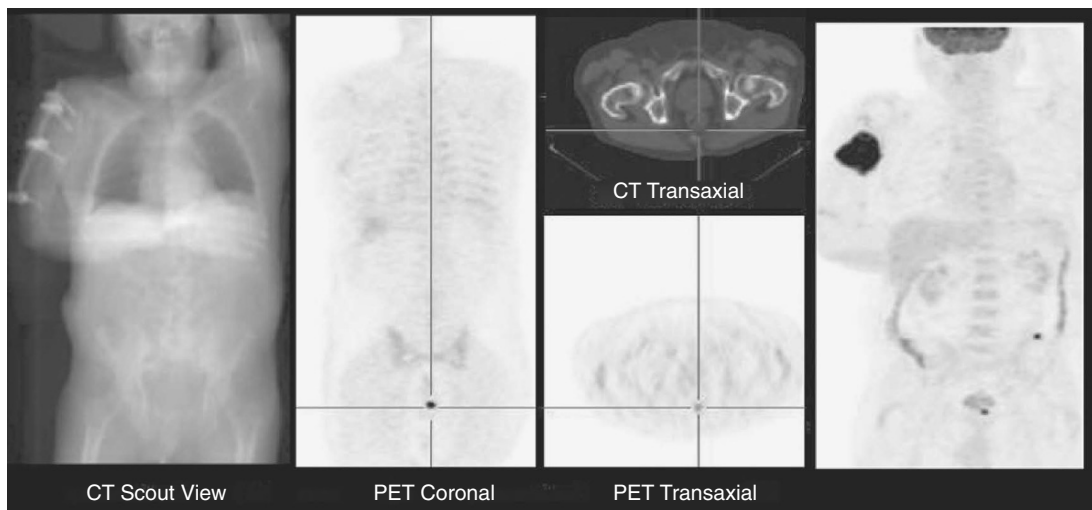 CT Transaxial
CT Scout View
PET Coronal
PET Transaxial